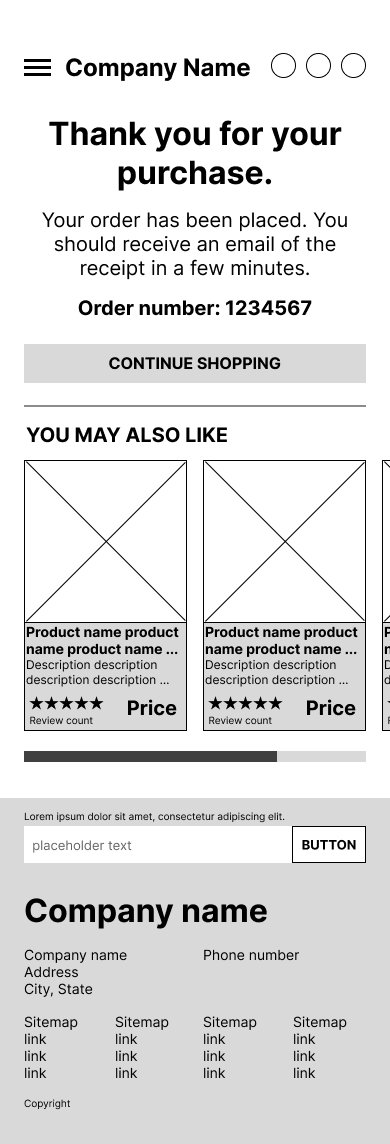 Company Name
Thank you for your
purchase.
Your order has been placed. You
should receive an email of the
receipt in a few minutes.
Order number: 1234567
CONTINUE SHOPPING
YOU MAY ALSO LIKE
Product name product
name product name ...
Description description
description description ...
★★★★★ Price
Review count
Product name product
name product name ...
Description description
description description ...
★★★★★ Price
Review count
Lorem ipsum dolor sit amet, consectetur adipiscing elit.
placeholder text BUTTON
Company name
Company name Phone number
Address
City, State
Sitemap Sitemap Sitemap Sitemap
link link link link
link link link link
link link link link
Copyright